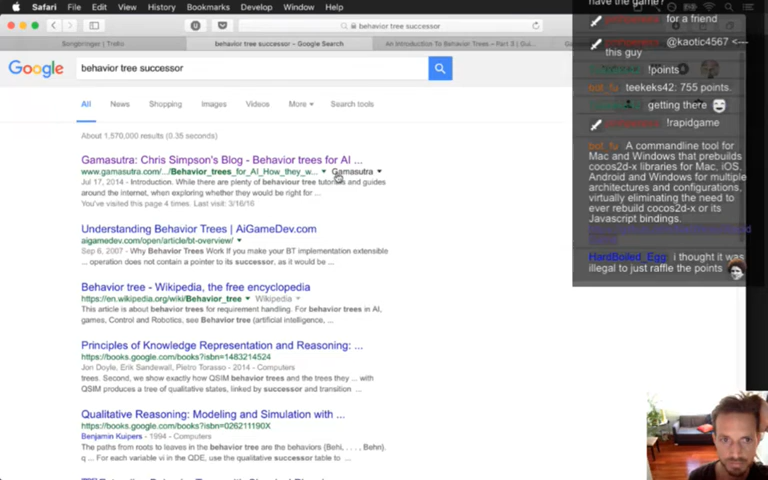 Safari File Edit View History Bookmarks Develop Window Help
behavior tree successor
behavior tree successor - Google Search
An Introduction To Behavior Trees – Part 3 | Gui...
Google
behavior tree successor
All News Shopping Images Videos More Search tools
About 1,570,000 results (0.35 seconds)
Gamasutra: Chris Simpson's Blog - Behavior trees for AI ...
www.gamasutra.com/.../Behavior_trees_for_AI_How_they_w... Gamasutra
Jul 17, 2014 - Introduction. While there are plenty of behaviour tree tutorials and guides
around the internet, when exploring whether they would be right for ...
You've visited this page 4 times. Last visit: 3/16/16
Understanding Behavior Trees | AiGameDev.com
aigamedev.com/open/article/bt-overview/
Sep 6, 2007 - Why Behavior Trees Work If you make your BT implementation extensible
... operation does not contain a pointer to its successor, as it would be ...
Behavior tree - Wikipedia, the free encyclopedia
https://en.wikipedia.org/wiki/Behavior_tree Wikipedia
This article is about behavior trees for requirement handling. For behavior trees in AI,
games, Control and Robotics, see Behavior tree (artificial intelligence, ...
Principles of Knowledge Representation and Reasoning: ...
https://books.google.com/books?isbn=1483214524
Jon Doyle, Erik Sandewall, Pietro Torasso - 2014 - Computers
trees. Second, we show exactly how QSIM behavior trees and the trees they ... with
QSIM produces a tree of qualitative states, linked by successor and transition ...
Qualitative Reasoning: Modeling and Simulation with ...
https://books.google.com/books?isbn=026211190X
Benjamin Kuipers - 1994 - Computers
The paths from roots to leaves in the behavior tree are the behaviors {Behi, . . . , Behn}.
q ... For each variable vi in the QDE, use the qualitative successor table to ...
have the game?
for a friend
@kaotic4567 <---
this guy
!points
bot_fu teekeks42: 755 points.
getting there
!rapidgame
bot_fu A commandline tool for
Mac and Windows that prebuilds
cocos2d-x libraries for Mac, iOS,
Android and Windows for multiple
architectures and configurations,
virtually eliminating the need to
ever rebuild cocos2d-x or its
Javascript bindings.
HardBoiled_Egg: i thought it was
illegal to just raffle the points